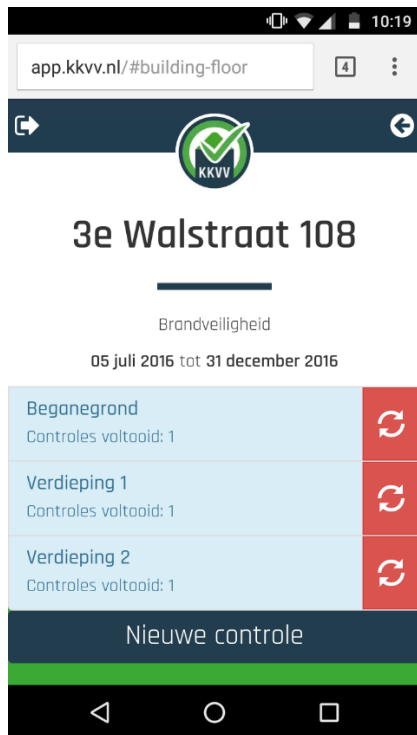 10:19
app.kkvv.nl/#building-floor
4
KKVV
3e Walstraat 108
Brandveiligheid
05 juli 2016 tot 31 december 2016
Beganegrond
Controles voltooid: 1
Verdieping 1
Controles voltooid: 1
Verdieping 2
Controles voltooid: 1
Nieuwe controle